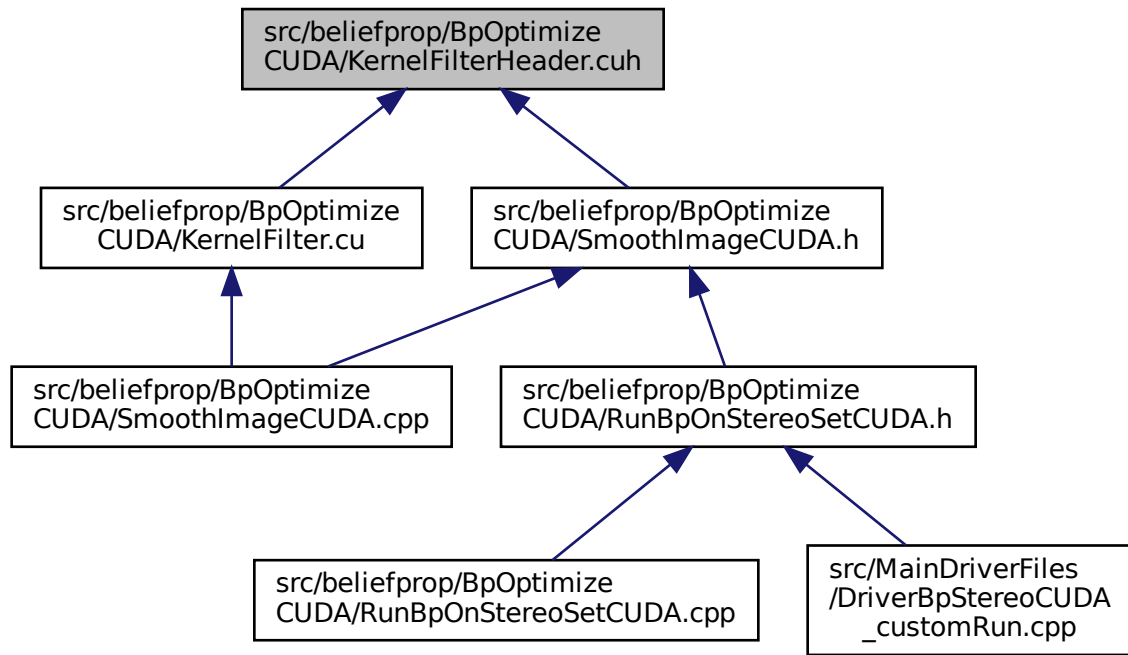 src/beliefprop/BpOptimize
CUDA/KernelFilterHeader.cuh
src/beliefprop/BpOptimize
CUDA/KernelFilter.cu
src/beliefprop/BpOptimize
CUDA/SmoothImageCUDA.h
src/beliefprop/BpOptimize
CUDA/SmoothImageCUDA.cpp
src/beliefprop/BpOptimize
CUDA/RunBpOnStereoSetCUDA.h
src/beliefprop/BpOptimize
CUDA/RunBpOnStereoSetCUDA.cpp
src/MainDriverFiles
/DriverBpStereoCUDA
_customRun.cpp